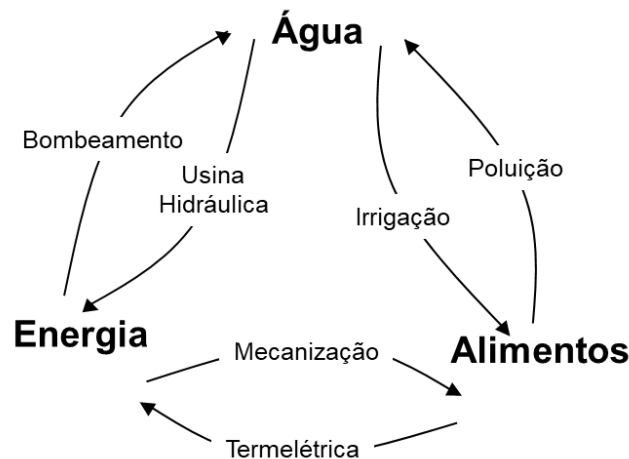 Água
Bombeamento
Usina
Hidráulica
Irrigação
Poluição
Energia
Alimentos
Mecanização
Termelétrica